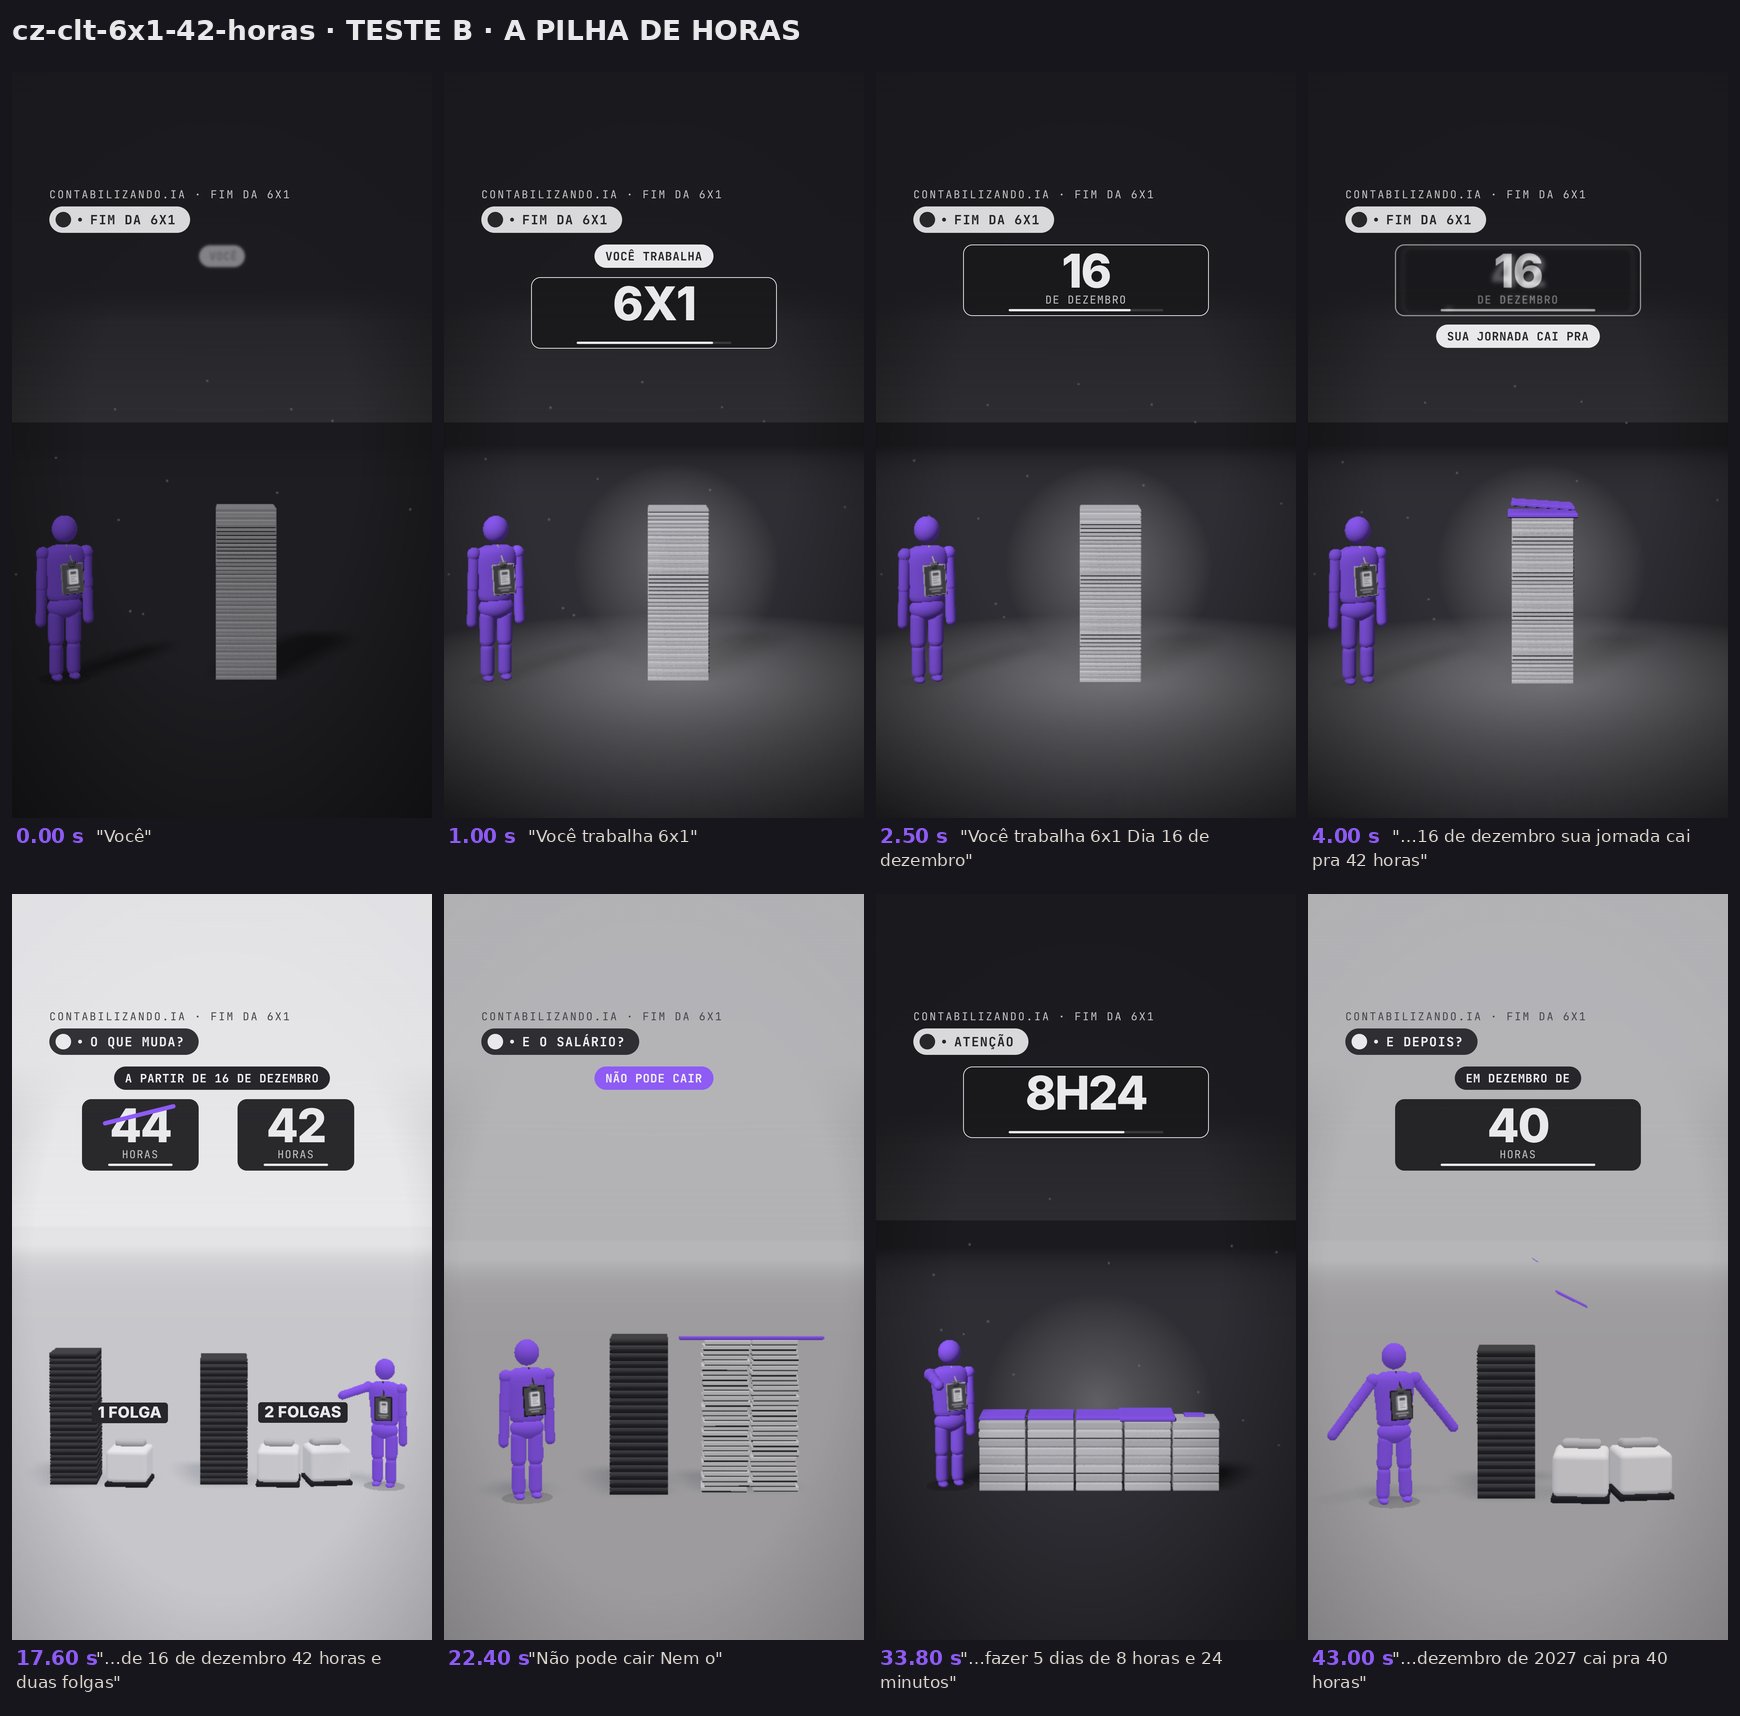 cz-clt-6x1-42-horas · TESTE B · A PILHA DE HORAS
CONTABILIZANDO.IA · FIM DA 6X1
• FIM DA 6X1
VOCÊ
0.00 s "Você"
CONTABILIZANDO.IA · FIM DA 6X1
• FIM DA 6X1
VOCÊ TRABALHA
6X1
1.00 s "Você trabalha 6x1"
CONTABILIZANDO.IA · FIM DA 6X1
• FIM DA 6X1
16
DE DEZEMBRO
2.50 s "Você trabalha 6x1 Dia 16 de
dezembro"
CONTABILIZANDO.IA · FIM DA 6X1
• FIM DA 6X1
16
DE DEZEMBRO
SUA JORNADA CAI PRA
4.00 s "...16 de dezembro sua jornada cai
pra 42 horas"
CONTABILIZANDO.IA · FIM DA 6X1
• O QUE MUDA?
A PARTIR DE 16 DE DEZEMBRO
44
HORAS
42
HORAS
1 FOLGA
2 FOLGAS
17.60 s "...de 16 de dezembro 42 horas e
duas folgas"
CONTABILIZANDO.IA · FIM DA 6X1
• E O SALÁRIO?
NÃO PODE CAIR
22.40 s "Não pode cair Nem o"
CONTABILIZANDO.IA · FIM DA 6X1
• ATENÇÃO
8H24
33.80 s "...fazer 5 dias de 8 horas e 24
minutos"
CONTABILIZANDO.IA · FIM DA 6X1
• E DEPOIS?
EM DEZEMBRO DE
40
HORAS
43.00 s "...dezembro de 2027 cai pra 40
horas"